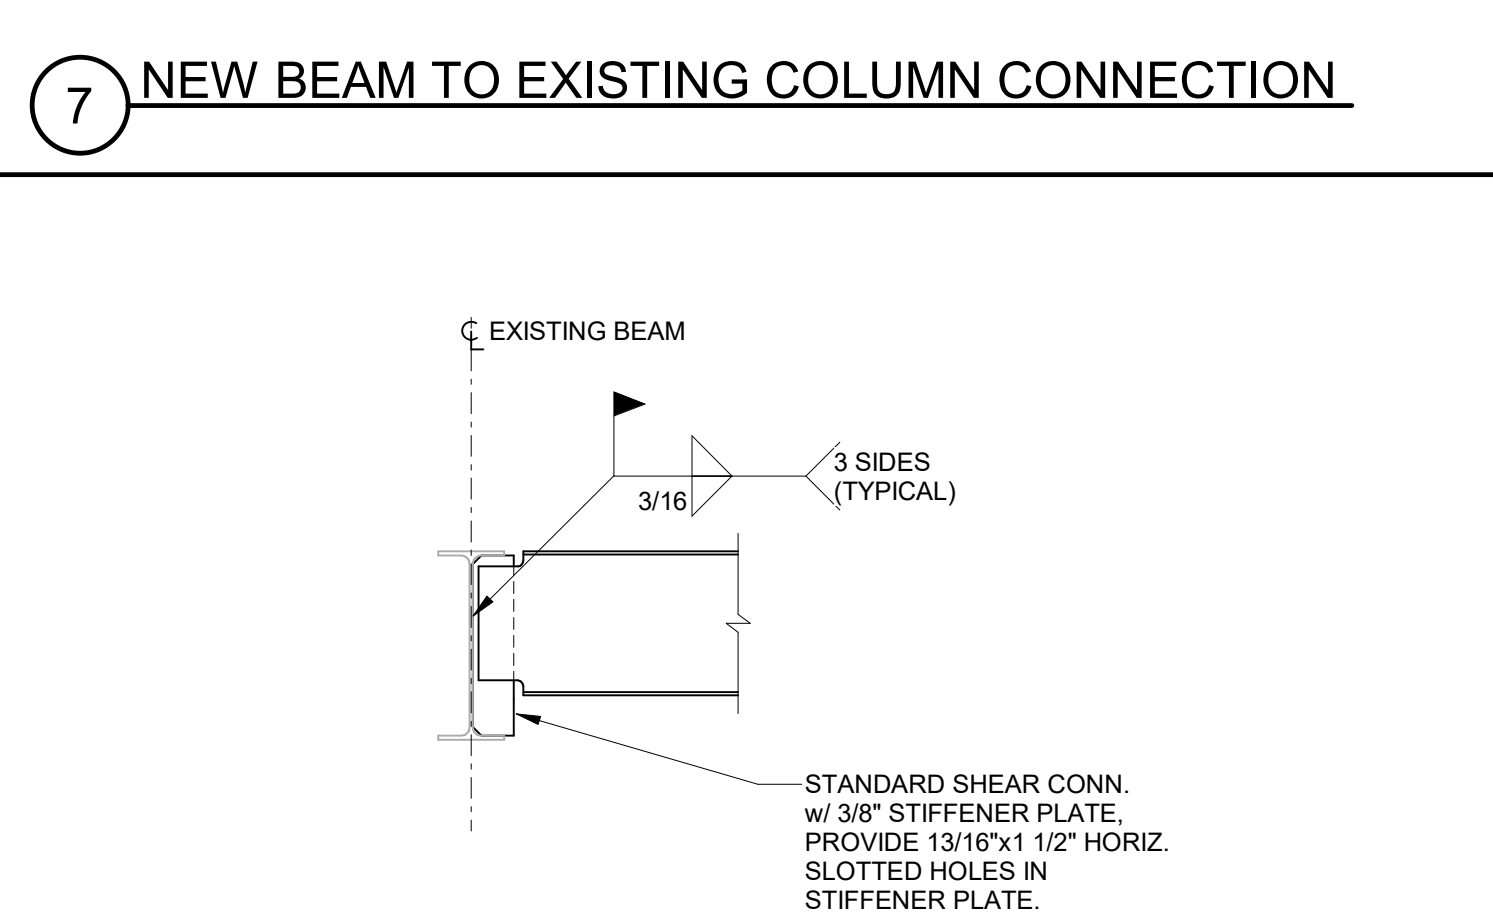 7
NEW BEAM TO EXISTING COLUMN CONNECTION
℄ EXISTING BEAM
3 SIDES
(TYPICAL)
3/16
STANDARD SHEAR CONN.
w/ 3/8" STIFFENER PLATE,
PROVIDE 13/16"x1 1/2" HORIZ.
SLOTTED HOLES IN
STIFFENER PLATE.